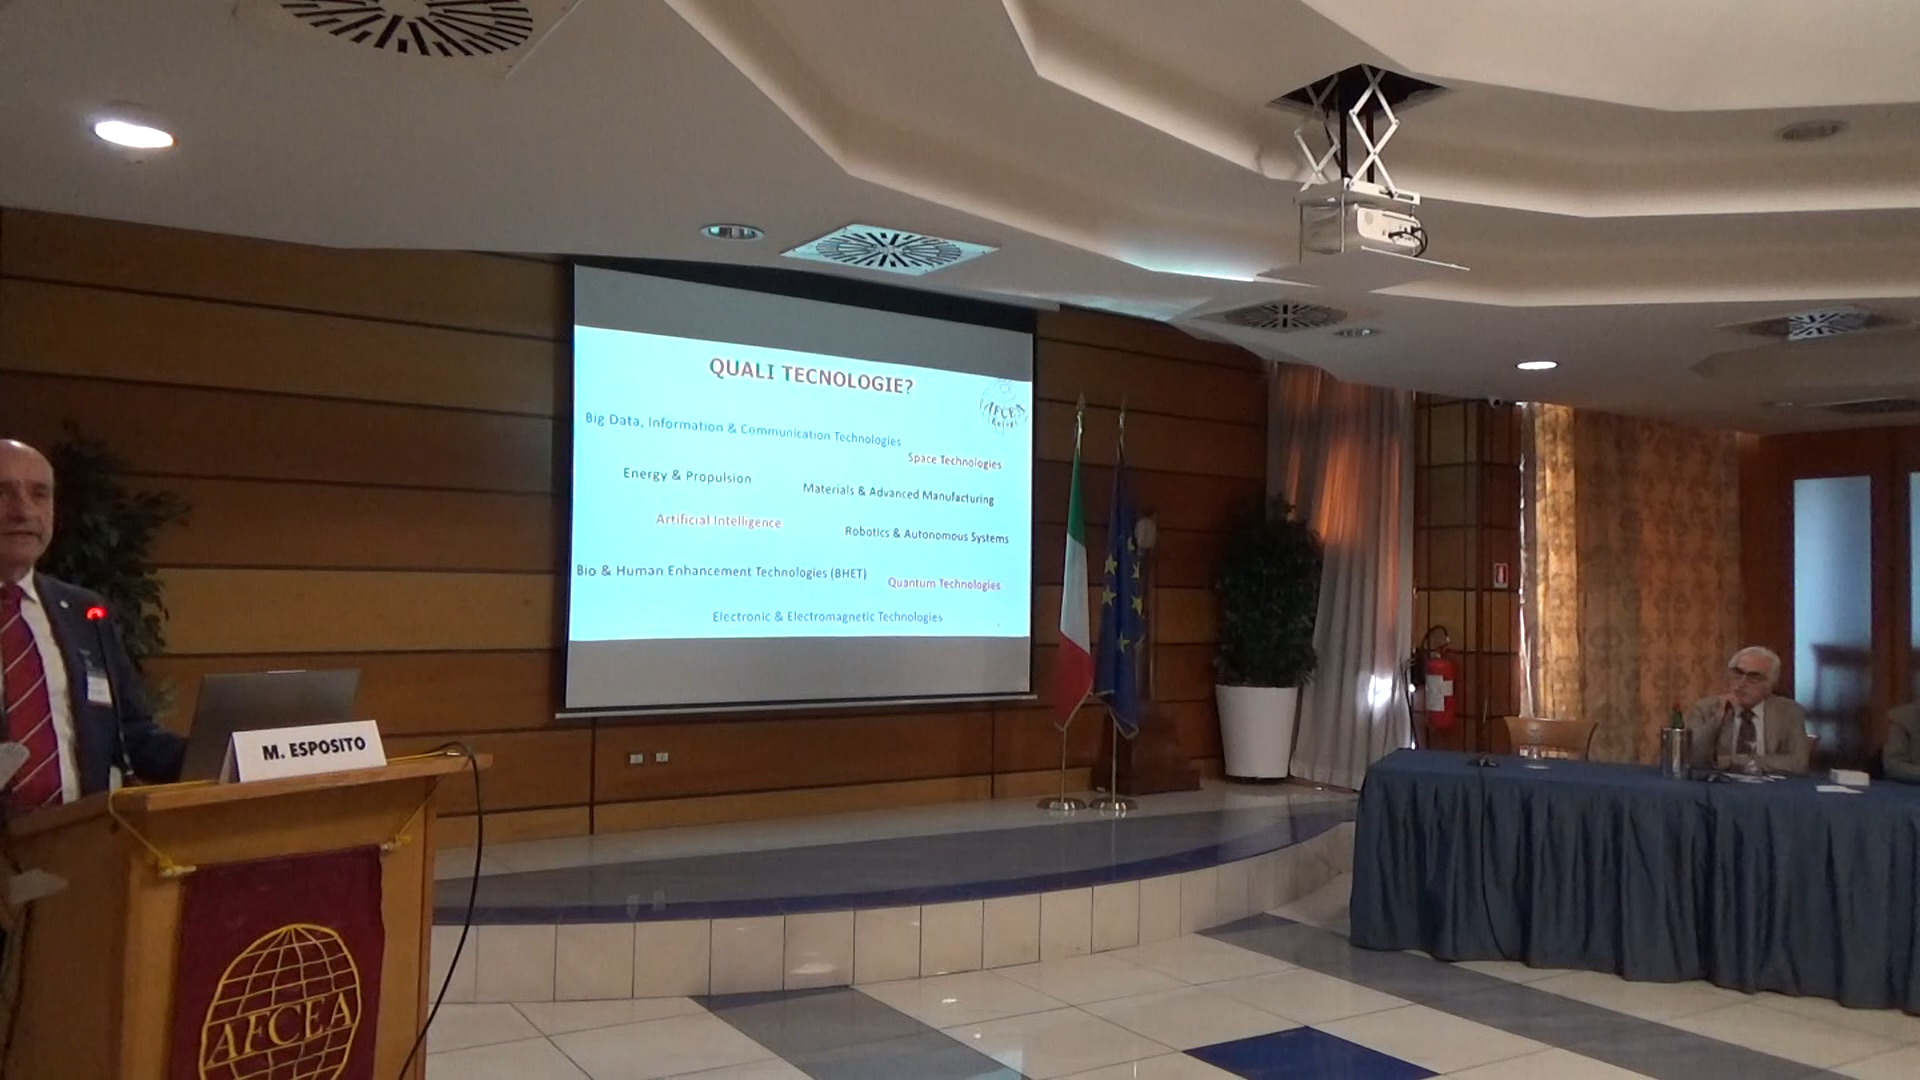 QUALI TECNOLOGIE?
AFCEA
Big Data, Information & Communication Technologies
Space Technologies
Energy & Propulsion
Materials & Advanced Manufacturing
Artificial Intelligence
Robotics & Autonomous Systems
Bio & Human Enhancement Technologies (BHET)
Quantum Technologies
Electronic & Electromagnetic Technologies
M. ESPOSITO
AFCEA